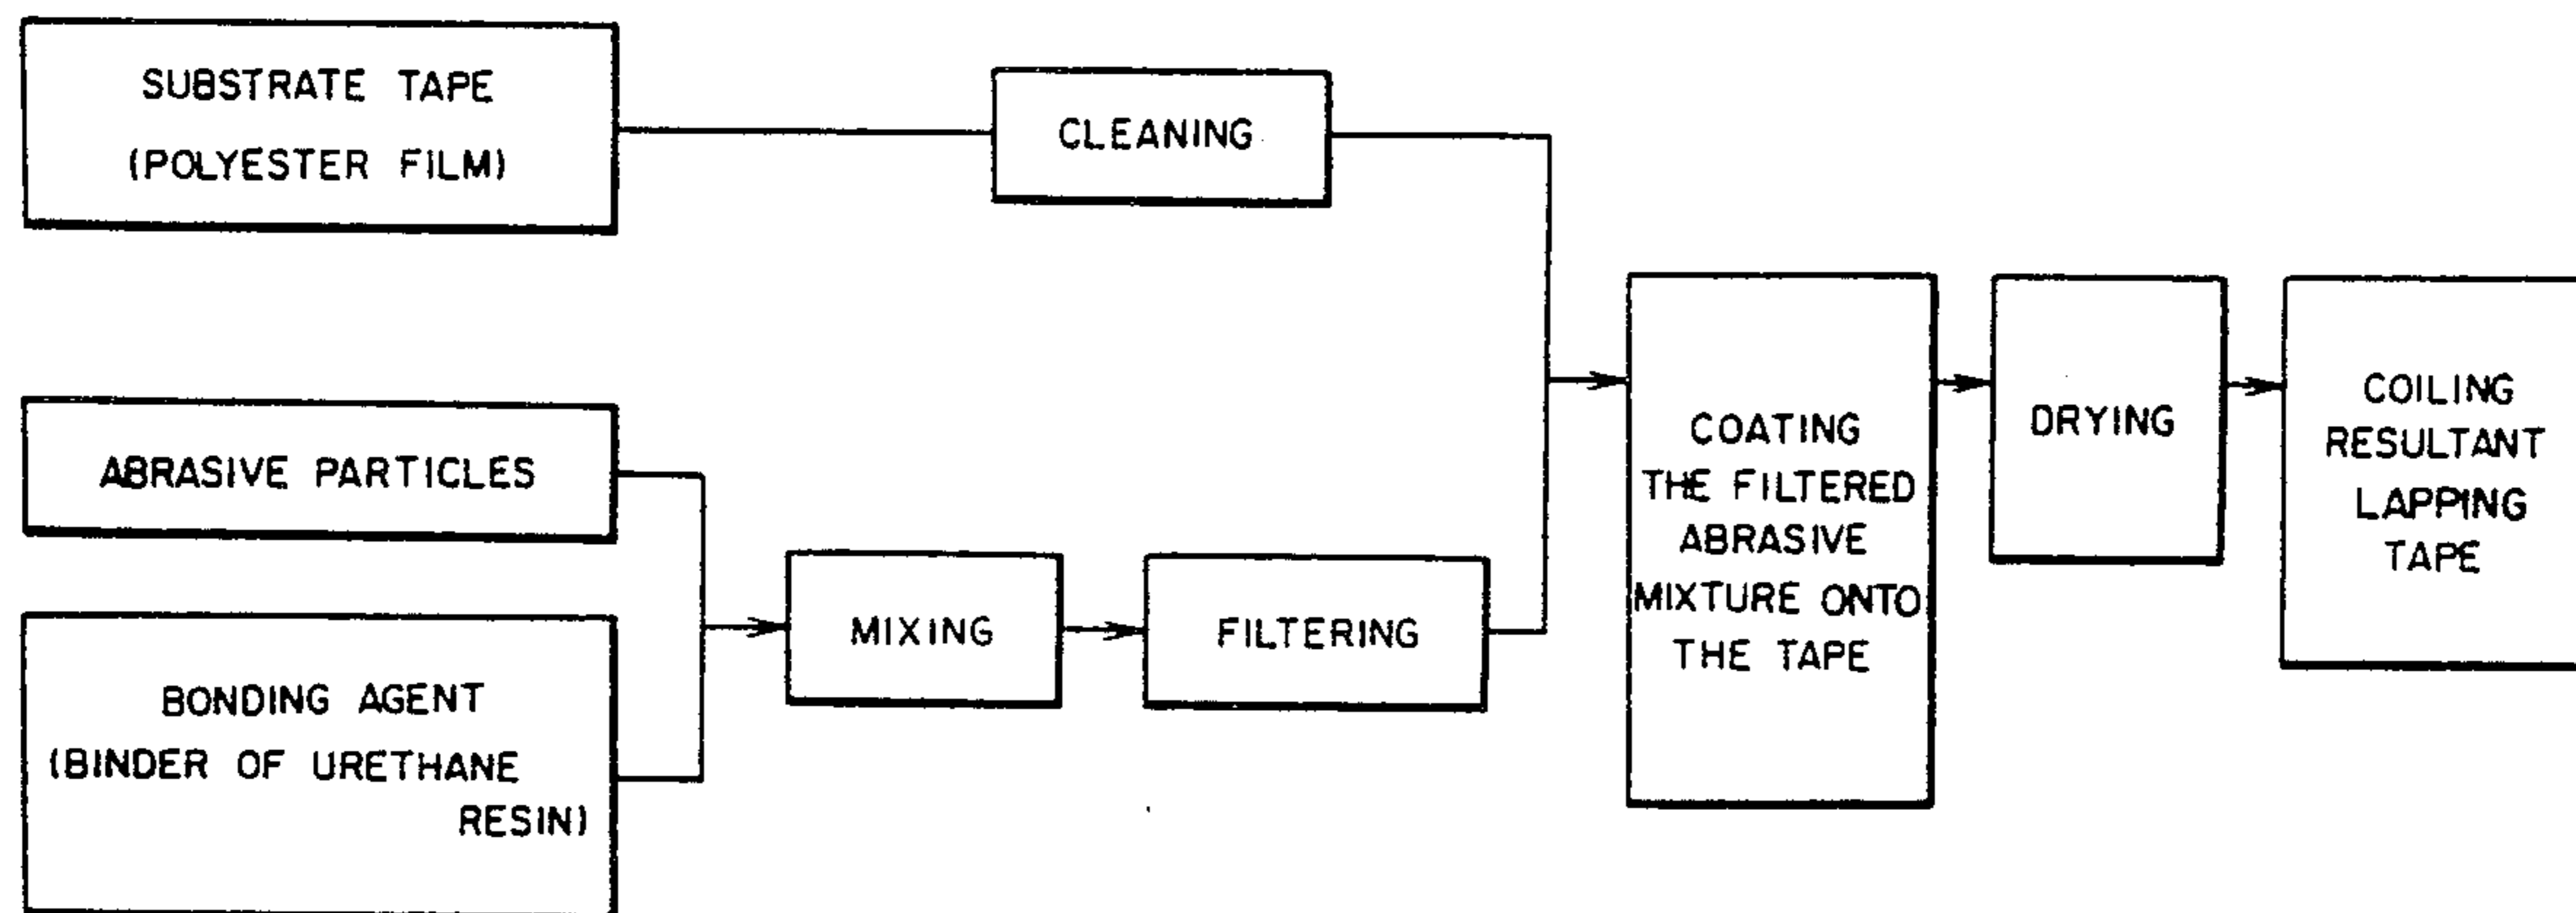 SUBSTRATE TAPE
(POLYESTER FILM)
CLEANING
ABRASIVE PARTICLES
BONDING AGENT
(BINDER OF URETHANE
RESIN)
MIXING
FILTERING
COATING
THE FILTERED
ABRASIVE
MIXTURE ONTO
THE TAPE
DRYING
COILING
RESULTANT
LAPPING
TAPE